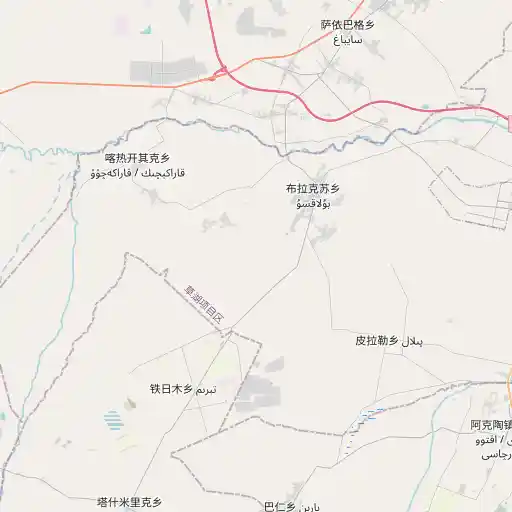 萨依巴格乡
سايباغ
喀热开其克乡
قاراكېچىك / قاراكەچۈۋ
布拉克苏乡
بۇلاقسۇ
草湖项目区
皮拉勒乡 پىلال
铁日木乡 تېرىم
阿克陶镇
塔什米里克乡
巴仁乡 بارىن